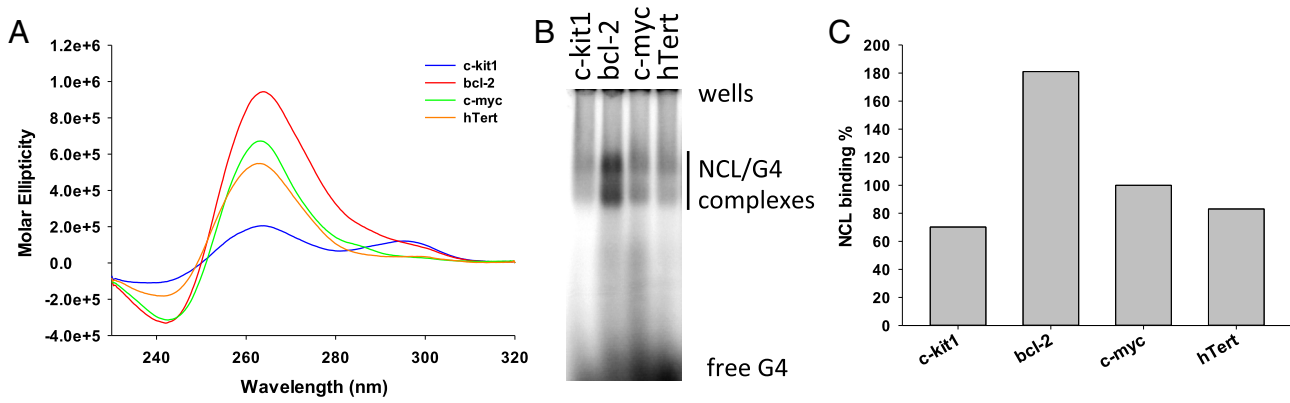 A
1.2e+6
1.0e+6
8.0e+5
6.0e+5
4.0e+5
2.0e+5
0.0
-2.0e+5
-4.0e+5
Molar Ellipticity
240
260
280
300
320
Wavelength (nm)
c-kit1
bcl-2
c-myc
hTert
B
c-kit1
bcl-2
c-myc
hTert
wells
NCL/G4
complexes
free G4
C
200
180
160
140
120
100
80
60
40
20
0
NCL binding %
c-kit1
bcl-2
c-myc
hTert